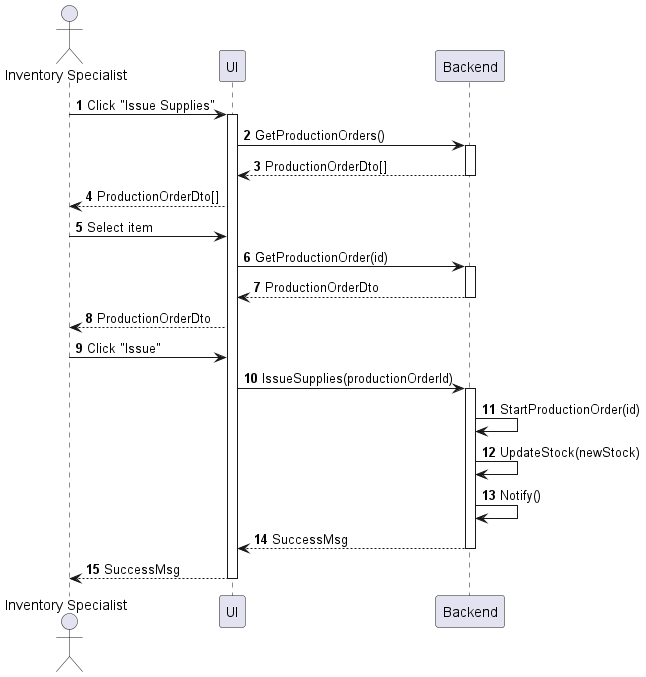 Inventory Specialist
UI
Backend
1 Click "Issue Supplies"
2 GetProductionOrders()
3 ProductionOrderDto[]
4 ProductionOrderDto[]
5 Select item
6 GetProductionOrder(id)
7 ProductionOrderDto
8 ProductionOrderDto
9 Click "Issue"
10 IssueSupplies(productionOrderId)
11 StartProductionOrder(id)
12 UpdateStock(newStock)
13 Notify()
14 SuccessMsg
15 SuccessMsg
Inventory Specialist
UI
Backend